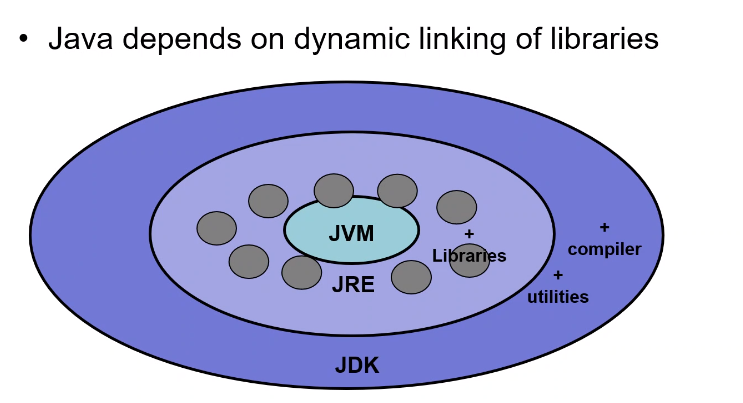 • Java depends on dynamic linking of libraries
JVM
+
Libraries
JRE
+
compiler
+
utilities
JDK